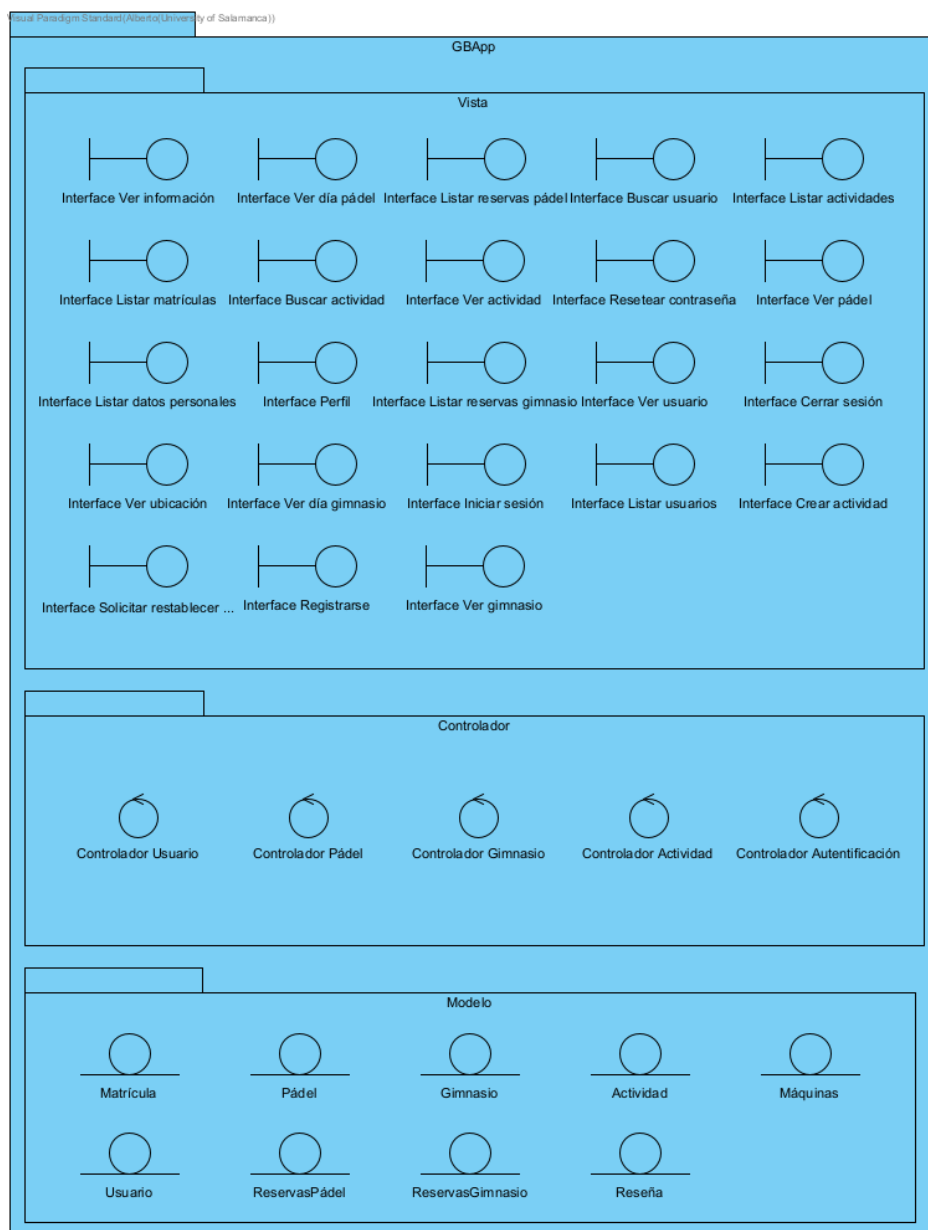 Visual Paradigm Standard(Alberto(University of Salamanca))
GBApp
Vista
Interface Ver información
Interface Ver día pádel
Interface Listar reservas pádel
Interface Buscar usuario
Interface Listar actividades
Interface Listar matrículas
Interface Buscar actividad
Interface Ver actividad
Interface Resetear contraseña
Interface Ver pádel
Interface Listar datos personales
Interface Perfil
Interface Listar reservas gimnasio
Interface Ver usuario
Interface Cerrar sesión
Interface Ver ubicación
Interface Ver día gimnasio
Interface Iniciar sesión
Interface Listar usuarios
Interface Crear actividad
Interface Solicitar restablecer ...
Interface Registrarse
Interface Ver gimnasio
Controlador
Controlador Usuario
Controlador Pádel
Controlador Gimnasio
Controlador Actividad
Controlador Autentificación
Modelo
Matrícula
Pádel
Gimnasio
Actividad
Máquinas
Usuario
ReservasPádel
ReservasGimnasio
Reseña